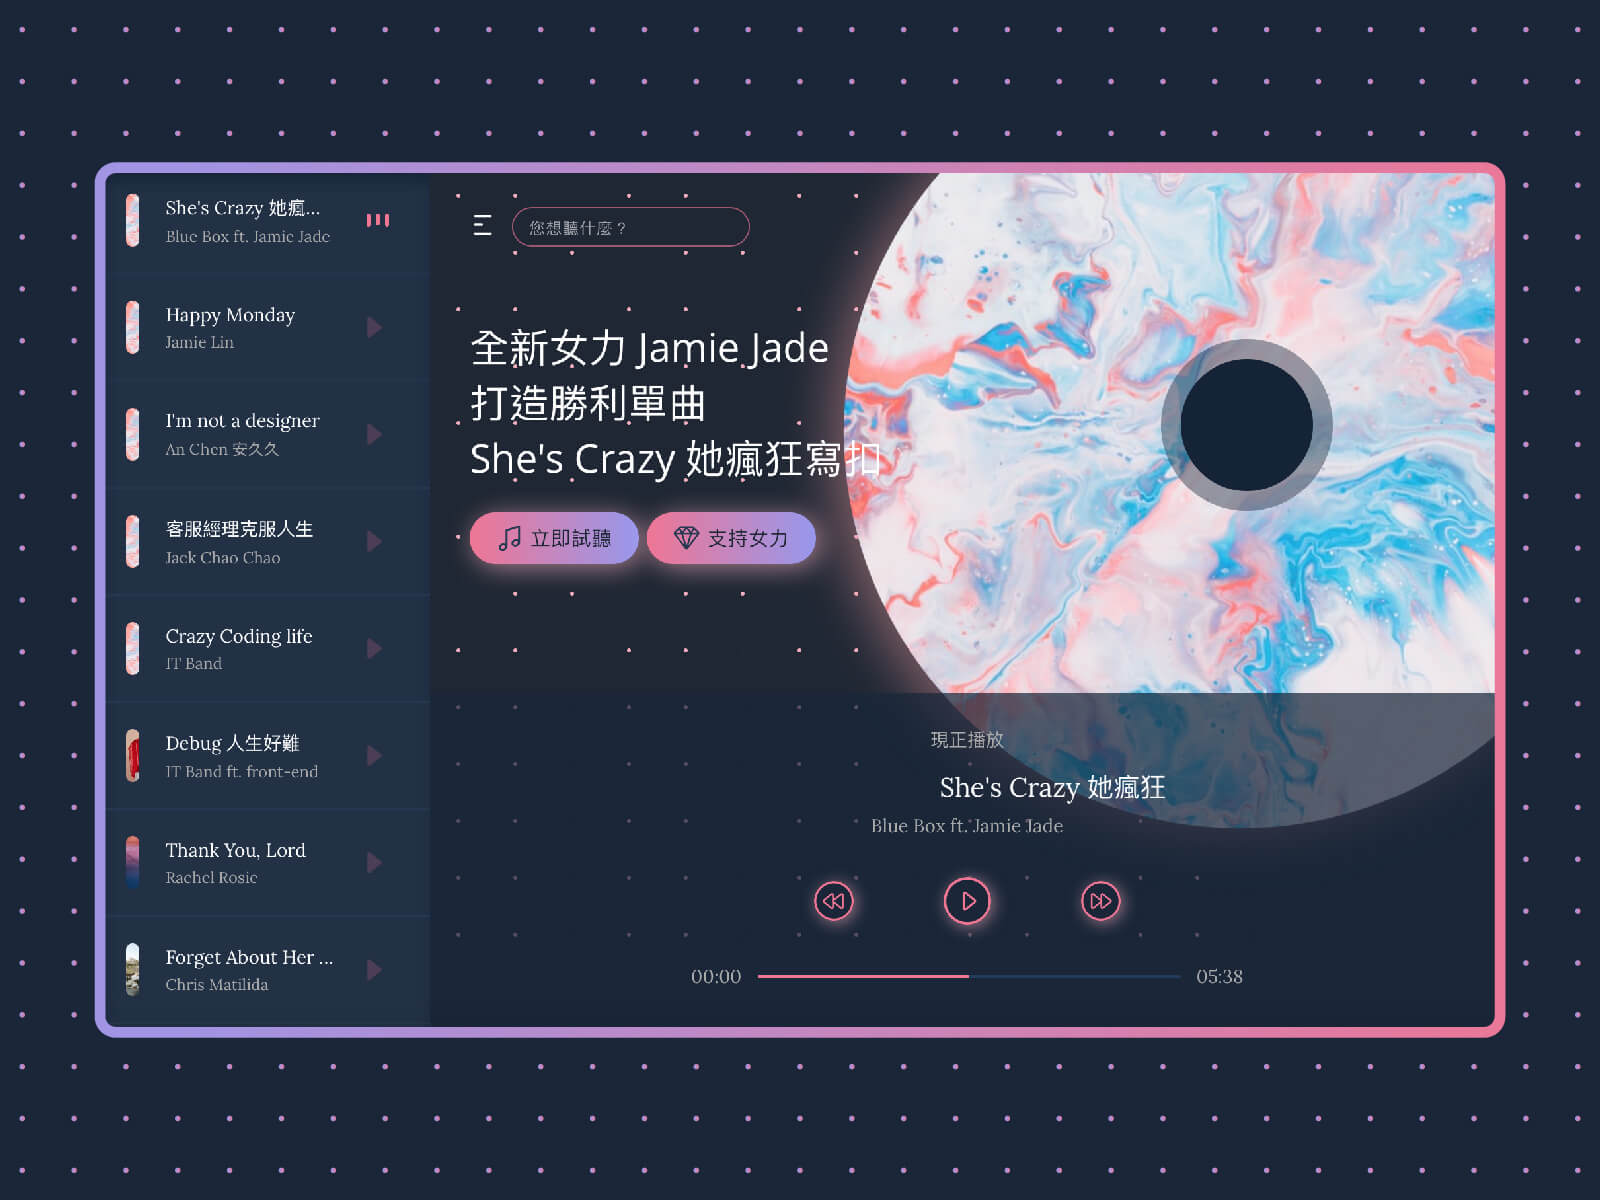 She's Crazy 她瘋...
Blue Box ft. Jamie Jade
Happy Monday
Jamie Lin
I'm not a designer
An Chen 安久久
客服經理克服人生
Jack Chao Chao
Crazy Coding life
IT Band
Debug 人生好難
IT Band ft. front-end
Thank You, Lord
Rachel Rosie
Forget About Her ...
Chris Matilida
您想聽什麼？
全新女力 Jamie Jade
打造勝利單曲
She's Crazy 她瘋狂寫扣
立即試聽
支持女力
現正播放
She's Crazy 她瘋狂
Blue Box ft. Jamie Jade
00:00
05:38